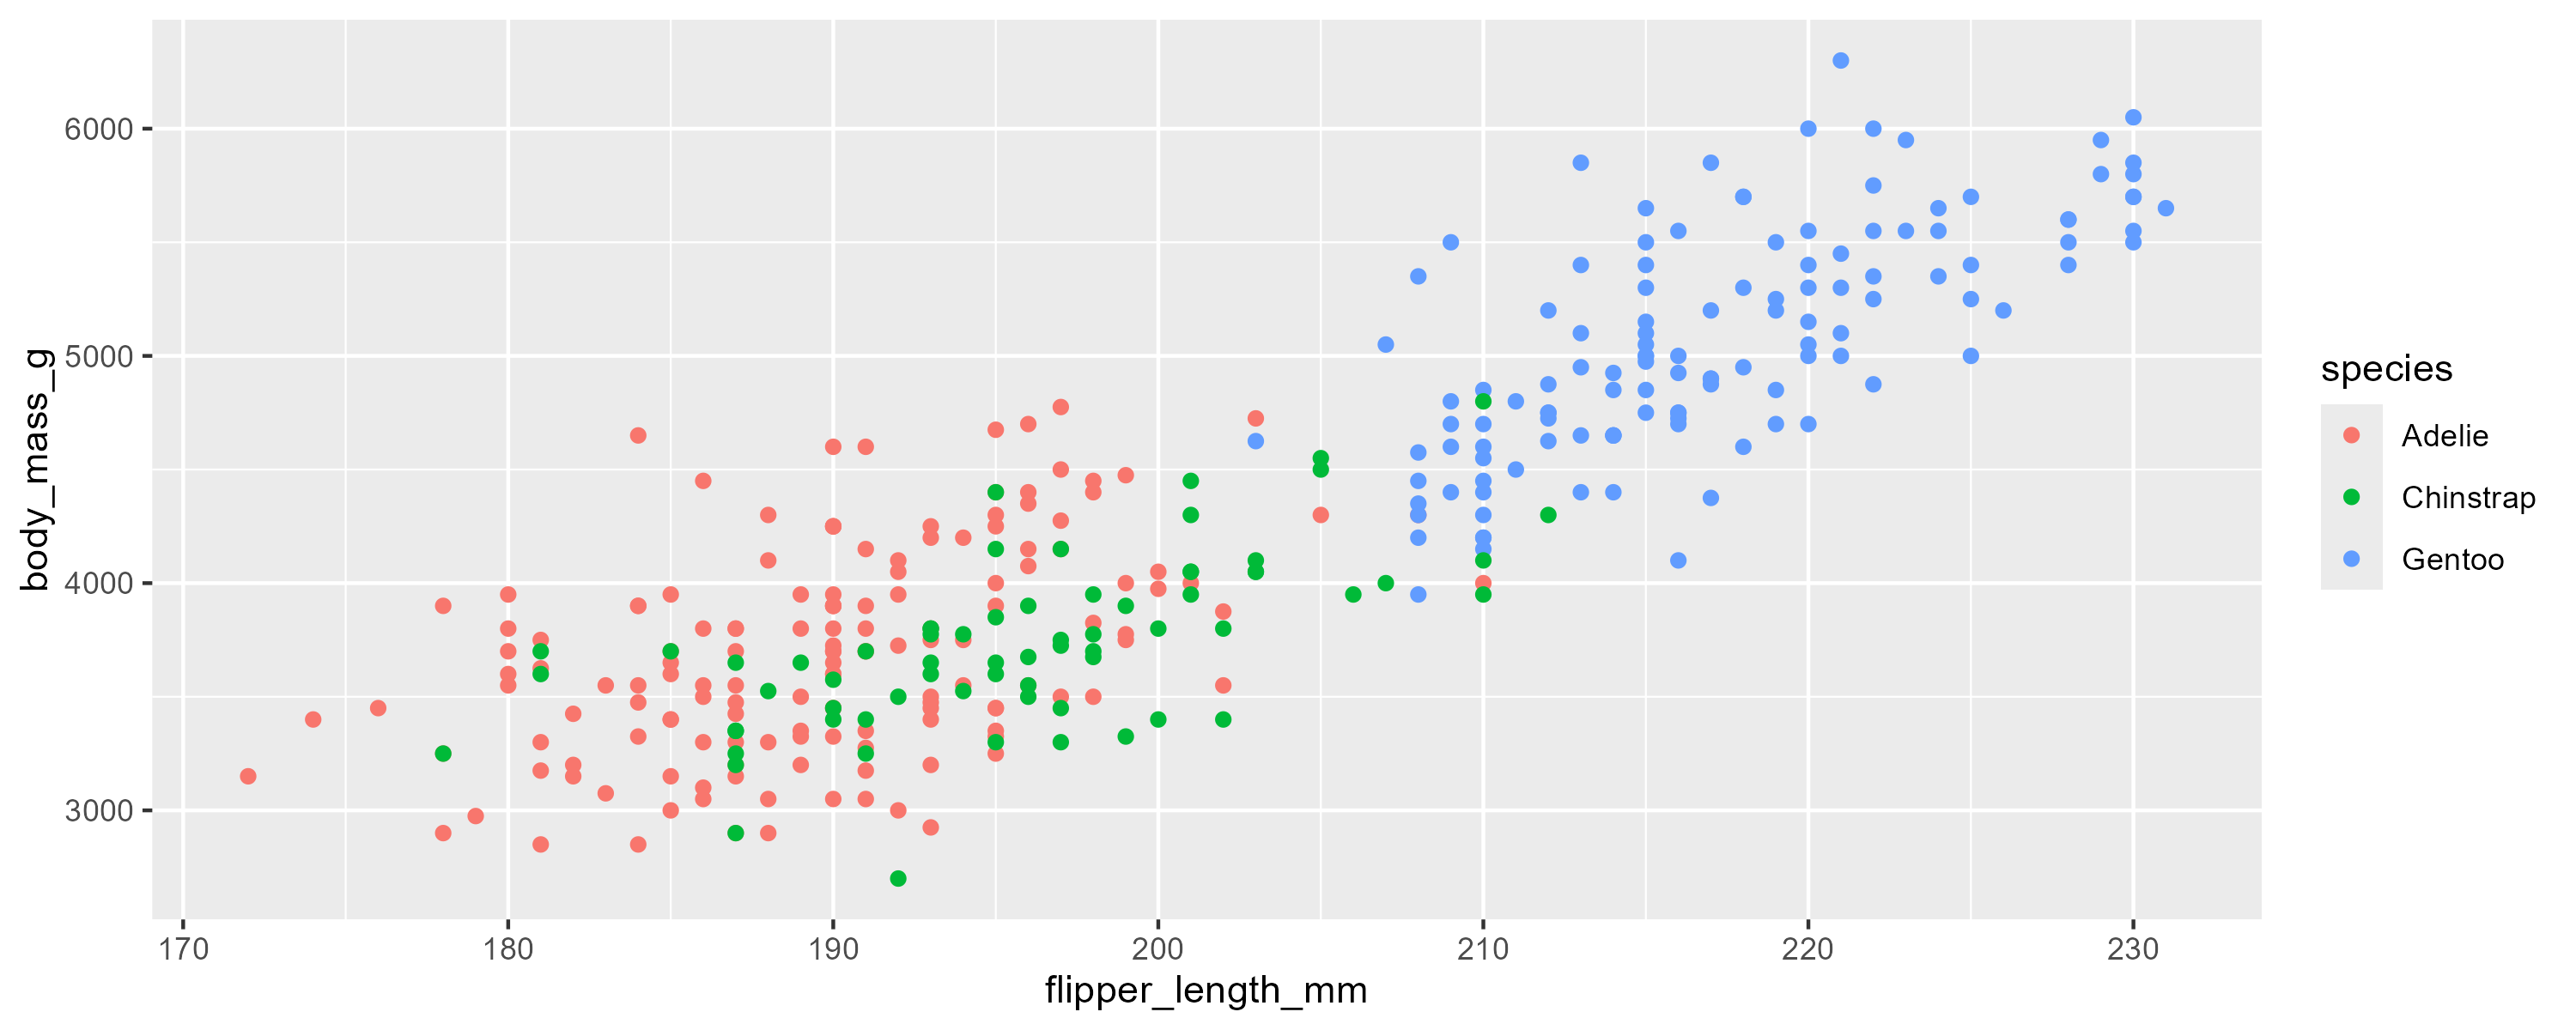 body_mass_g
6000
5000
4000
3000
170 180 190 200 210 220 230
flipper_length_mm
species
Adelie
Chinstrap
Gentoo